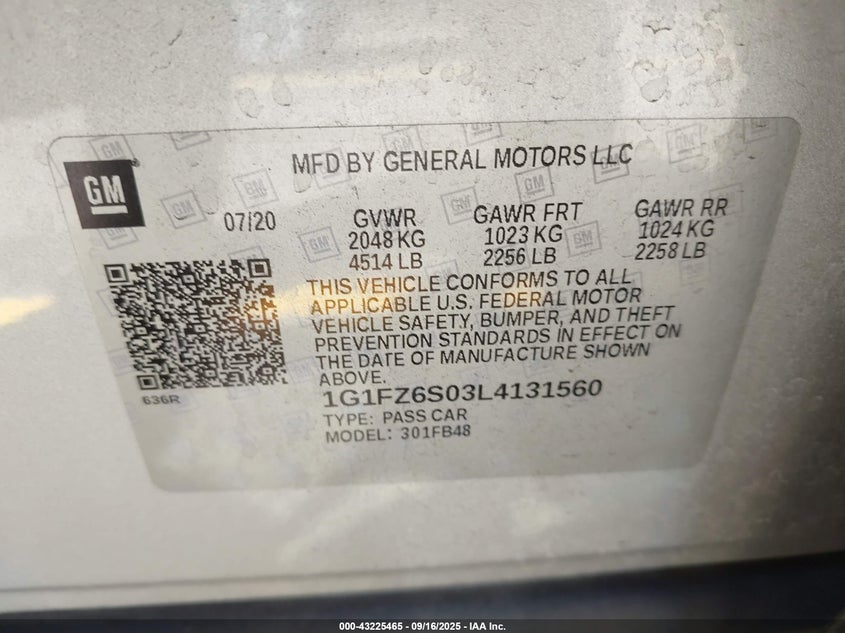 MFD BY GENERAL MOTORS LLC
GM
07/20
GVWR
2048 KG
4514 LB
GAWR FRT
1023 KG
2256 LB
GAWR RR
1024 KG
2258 LB
THIS VEHICLE CONFORMS TO ALL
APPLICABLE U.S. FEDERAL MOTOR
VEHICLE SAFETY, BUMPER, AND THEFT
PREVENTION STANDARDS IN EFFECT ON
THE DATE OF MANUFACTURE SHOWN
ABOVE.
636R
1G1FZ6S03L4131560
TYPE: PASS CAR
MODEL: 301FB48
000-43225465 - 09/16/2025 - IAA Inc.